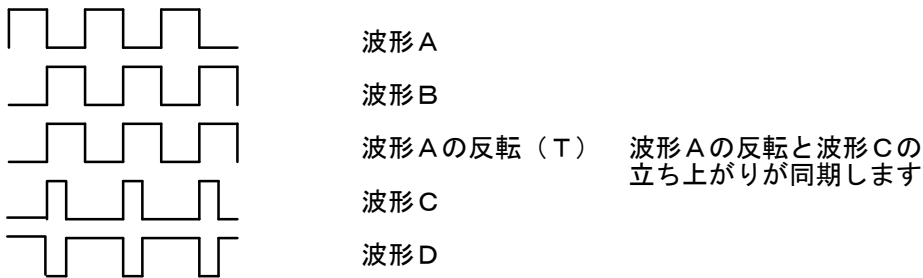 波形Ａ
波形Ｂ
波形Ａの反転（Ｔ）
波形Ａの反転と波形Ｃの
立ち上がりが同期します
波形Ｃ
波形Ｄ